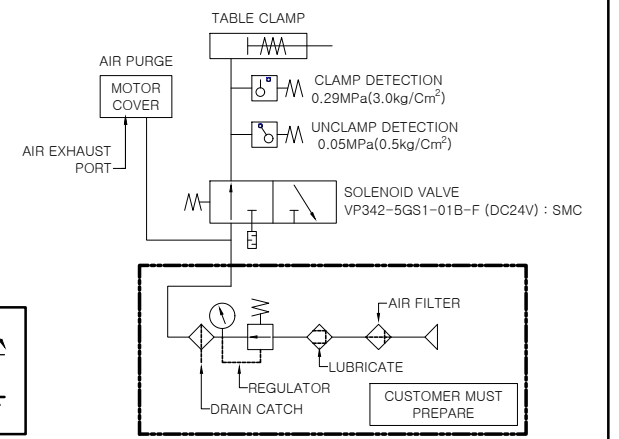 TABLE CLAMP
AIR PURGE
MOTOR
COVER
CLAMP DETECTION
0.29MPa(3.0kg/Cm²)
UNCLAMP DETECTION
0.05MPa(0.5kg/Cm²)
AIR EXHAUST
PORT
SOLENOID VALVE
VP342-5GS1-01B-F (DC24V) : SMC
AIR FILTER
LUBRICATE
REGULATOR
DRAIN CATCH
CUSTOMER MUST
PREPARE